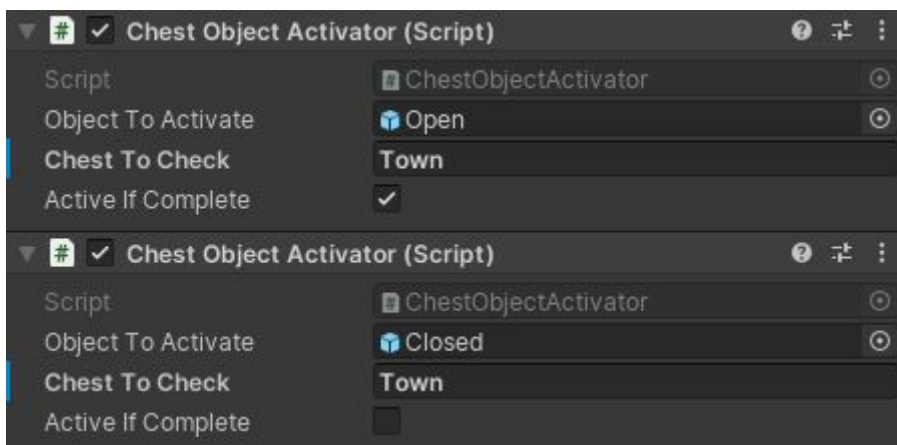 # Chest Object Activator (Script)
Script # ChestObjectActivator
Object To Activate Open
Chest To Check Town
Active If Complete
# Chest Object Activator (Script)
Script # ChestObjectActivator
Object To Activate Closed
Chest To Check Town
Active If Complete